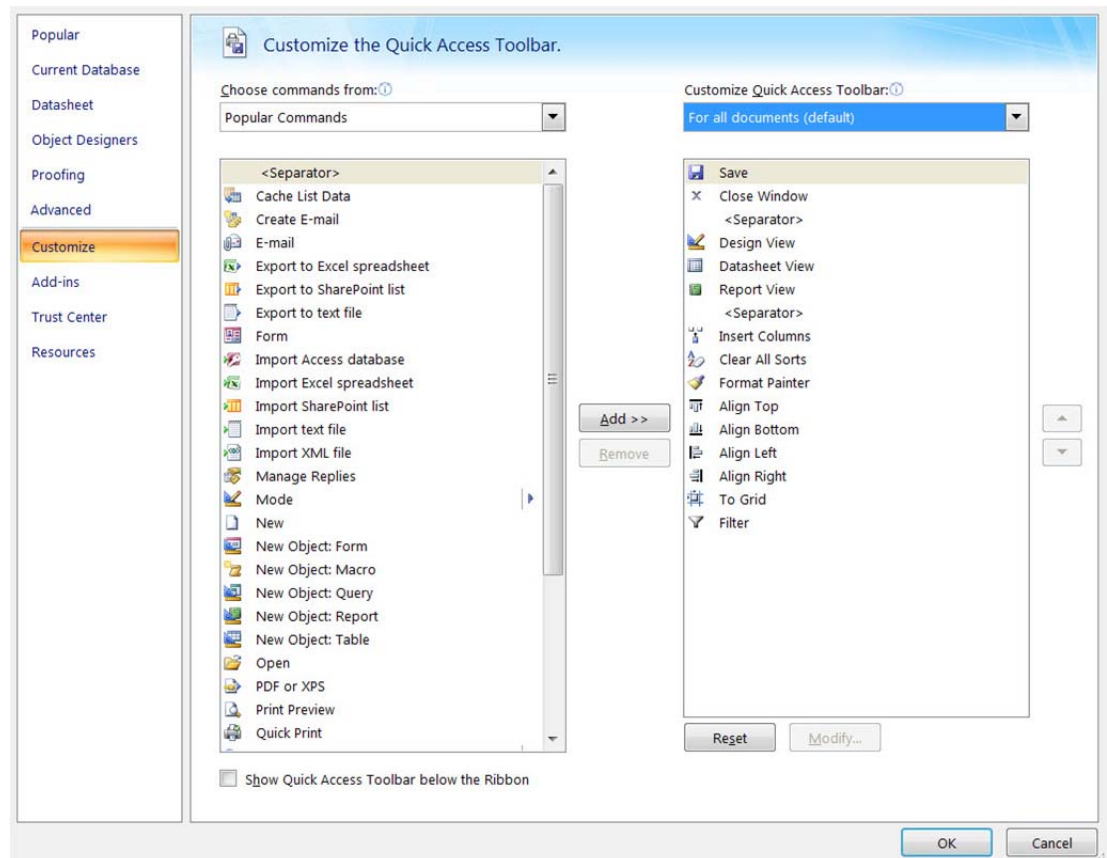 Popular
Current Database
Datasheet
Object Designers
Proofing
Advanced
Customize
Add-ins
Trust Center
Resources
Customize the Quick Access Toolbar.
Choose commands from:
Popular Commands
<Separator>
Cache List Data
Create E-mail
E-mail
Export to Excel spreadsheet
Export to SharePoint list
Export to text file
Form
Import Access database
Import Excel spreadsheet
Import SharePoint list
Import text file
Import XML file
Manage Replies
Mode
New
New Object: Form
New Object: Macro
New Object: Query
New Object: Report
New Object: Table
Open
PDF or XPS
Print Preview
Quick Print
Show Quick Access Toolbar below the Ribbon
Add >>
Remove
Customize Quick Access Toolbar:
For all documents (default)
Save
Close Window
<Separator>
Design View
Datasheet View
Report View
<Separator>
Insert Columns
Clear All Sorts
Format Painter
Align Top
Align Bottom
Align Left
Align Right
To Grid
Filter
Reset
Modify...
OK
Cancel